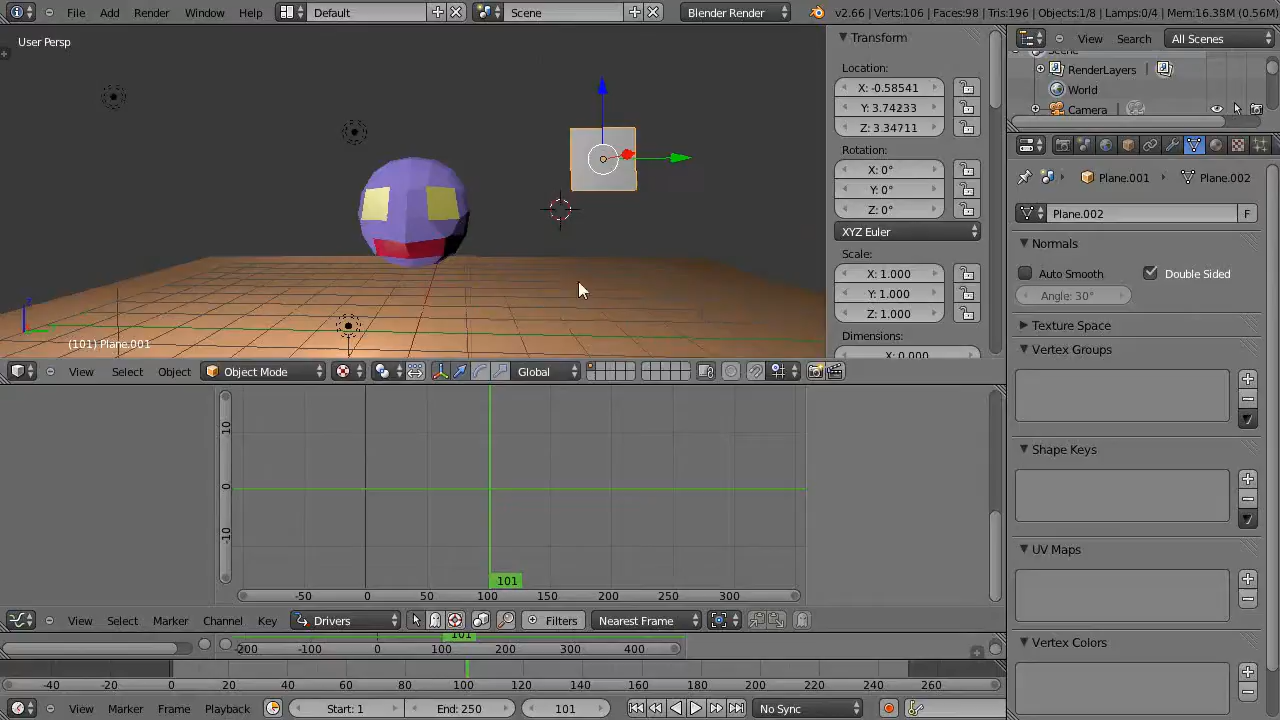 File Add Render Window Help Default Scene Blender Render v2.66 | Verts:106 | Faces:98 | Tris:196 | Objects:1/8 | Lamps:0/4 | Mem:16.38M (0.56M)
User Persp
(101) Plane.001
View Select Object Object Mode Global
Transform
Location:
X: -0.58541
Y: 3.74233
Z: 3.34711
Rotation:
X: 0°
Y: 0°
Z: 0°
XYZ Euler
Scale:
X: 1.000
Y: 1.000
Z: 1.000
Dimensions:
X: 0.000
View Search All Scenes
Scene
RenderLayers
World
Camera
Plane.001 Plane.002
Plane.002 F
Normals
Auto Smooth Double Sided
Angle: 30°
Texture Space
Vertex Groups
Shape Keys
UV Maps
Vertex Colors
10
0
-10
101
-50 0 50 100 150 200 250 300
View Select Marker Channel Key Drivers Filters Nearest Frame
101
-200 -100 0 100 200 300 400
-40 -20 0 20 40 60 80 100 120 140 160 180 200 220 240 260
View Marker Frame Playback Start: 1 End: 250 101 No Sync